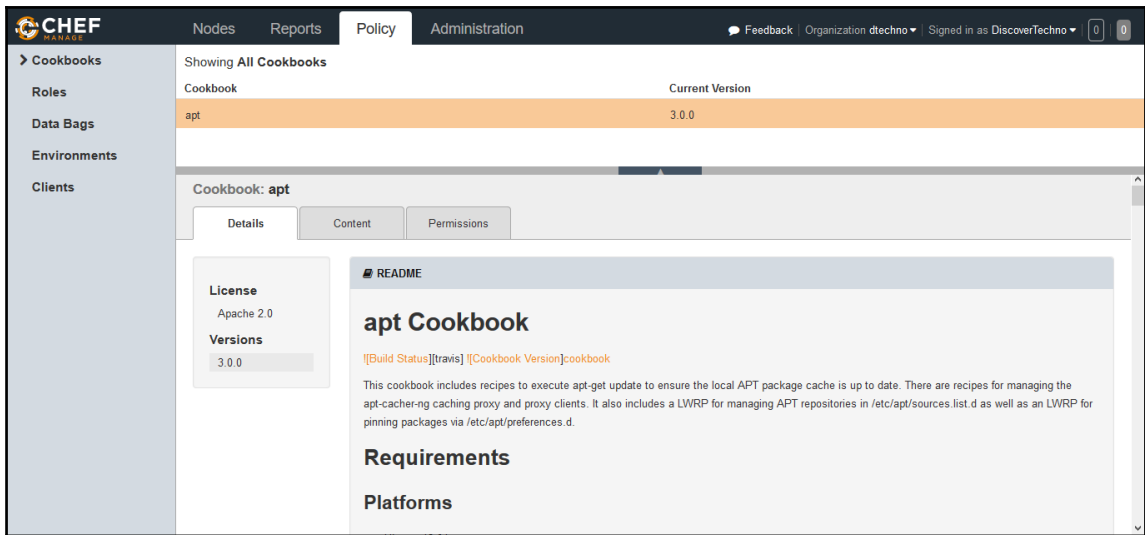 CHEF
MANAGE
Nodes Reports Policy Administration Feedback Organization dtechno Signed in as DiscoverTechno 0 0
Cookbooks
Roles
Data Bags
Environments
Clients
Showing All Cookbooks
Cookbook Current Version
apt 3.0.0
Cookbook: apt
Details Content Permissions
License
Apache 2.0
Versions
3.0.0
README
apt Cookbook
![Build Status][travis] ![Cookbook Version]cookbook
This cookbook includes recipes to execute apt-get update to ensure the local APT package cache is up to date. There are recipes for managing the
apt-cacher-ng caching proxy and proxy clients. It also includes a LWRP for managing APT repositories in /etc/apt/sources.list.d as well as an LWRP for
pinning packages via /etc/apt/preferences.d.
Requirements
Platforms